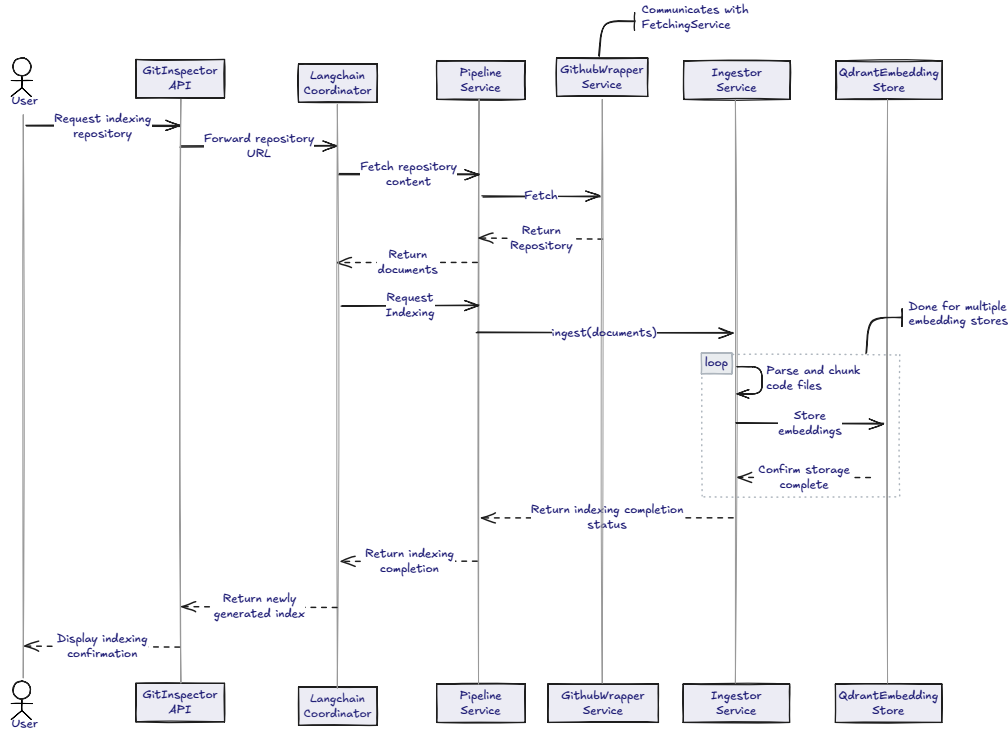 Communicates with
FetchingService
User
GitInspector
API
Langchain
Coordinator
Pipeline
Service
GithubWrapper
Service
Ingestor
Service
QdrantEmbedding
Store
Request indexing
repository
Forward repository
URL
Fetch repository
content
Fetch
Return
Repository
Return
documents
Request
Indexing
Done for multiple
embedding stores
ingest(documents)
loop
Parse and chunk
code files
Store
embeddings
Confirm storage
complete
Return indexing completion
status
Return indexing
completion
Return newly
generated index
Display indexing
confirmation
User
GitInspector
API
Langchain
Coordinator
Pipeline
Service
GithubWrapper
Service
Ingestor
Service
QdrantEmbedding
Store